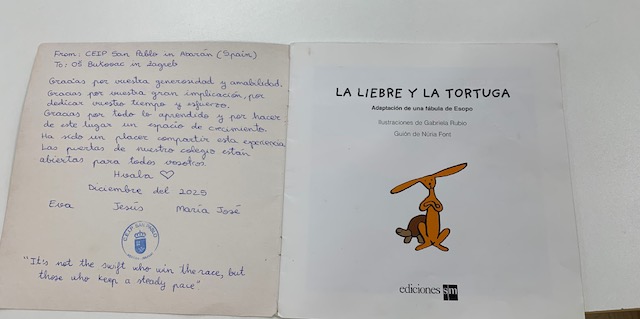 From: CEIP San Pablo in Abarán (Spain)
To: OŠ Bukovac in Zagreb
Gracias por vuestra generosidad y amabilidad.
Gracias por vuestra gran implicación, por
dedicar vuestro tiempo y esfuerzo.
Gracias por todo lo aprendido y por hacer
de este lugar un espacio de crecimiento.
Ha sido un placer compartir esta experiencia.
Las puertas de nuestro colegio están
abiertas para todos vosotros.
Hvala ♡
Diciembre del 2025
Eva Jesús María José
C.E.I.P. SAN PABLO
"It's not the swift who win the race, but
those who keep a steady pace"
LA LIEBRE Y LA TORTUGA
Adaptación de una fábula de Esopo
Ilustraciones de Gabriela Rubio
Guión de Núria Font
ediciones sm